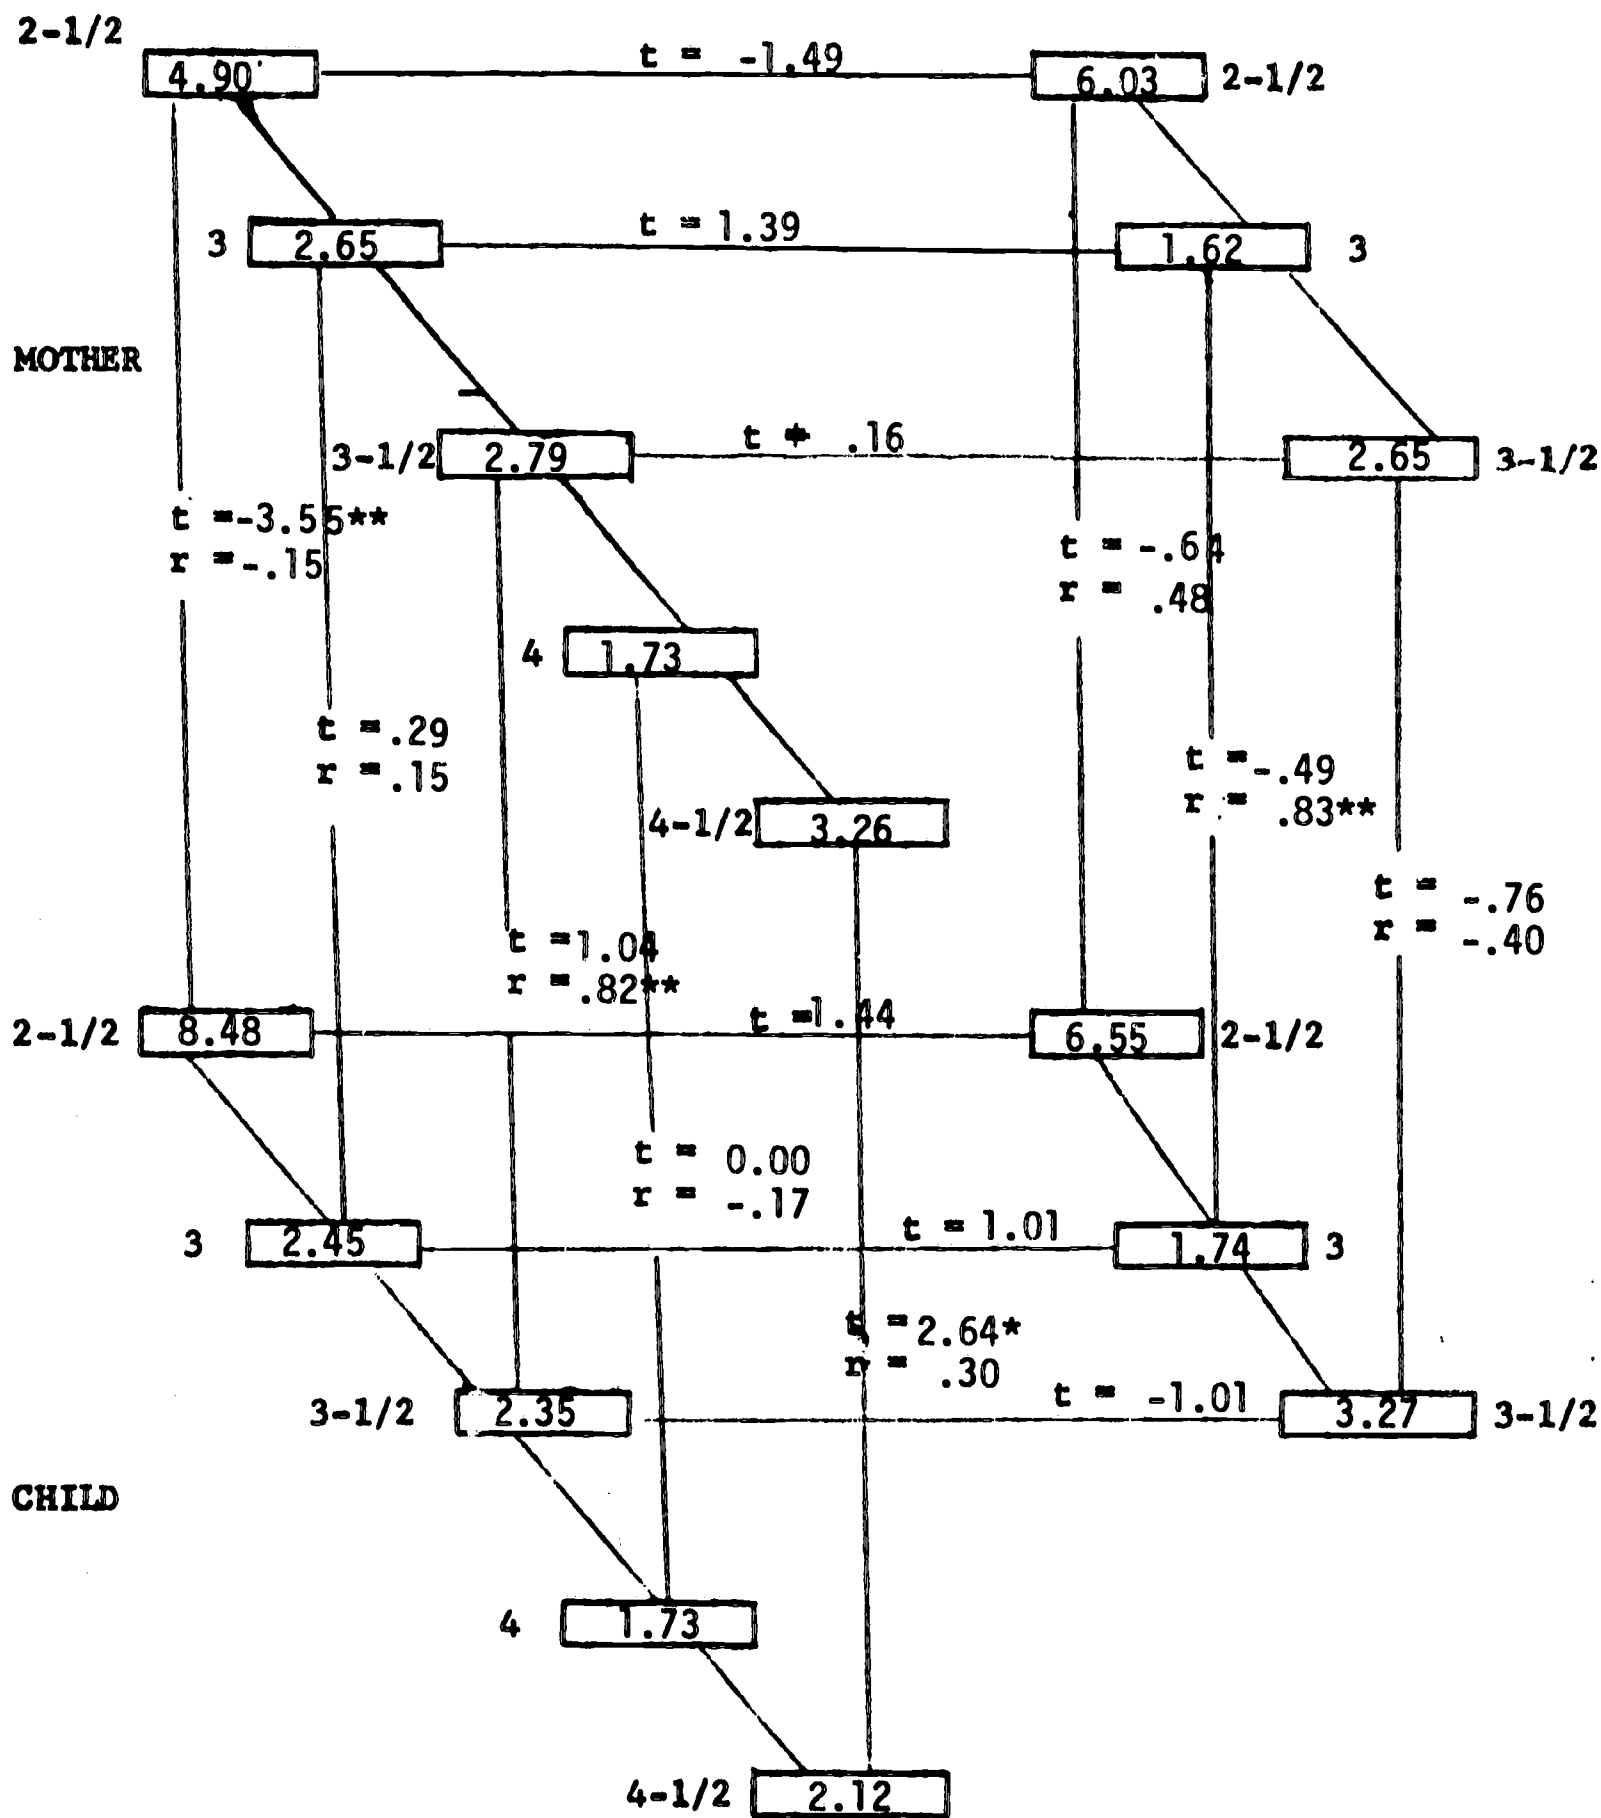 2-1/2
4.90 t = -1.49 6.03 2-1/2
3 2.65 t = 1.39 1.62 3
MOTHER
3-1/2 2.79 t = .16 2.65 3-1/2
t = -3.55** t = -.64
r = -.15 r = .48
4 1.73
t = .29 t = -.49
r = .15 r = .83**
4-1/2 3.26
t = -.76
r = -.40
t = 1.04
r = .82**
2-1/2 8.48 t = 1.44 6.55 2-1/2
t = 0.00
r = -.17
3 2.45 t = 1.01 1.74 3
t = 2.64*
r = .30
3-1/2 2.35 t = -1.01 3.27 3-1/2
CHILD
4 1.73
4-1/2 2.12